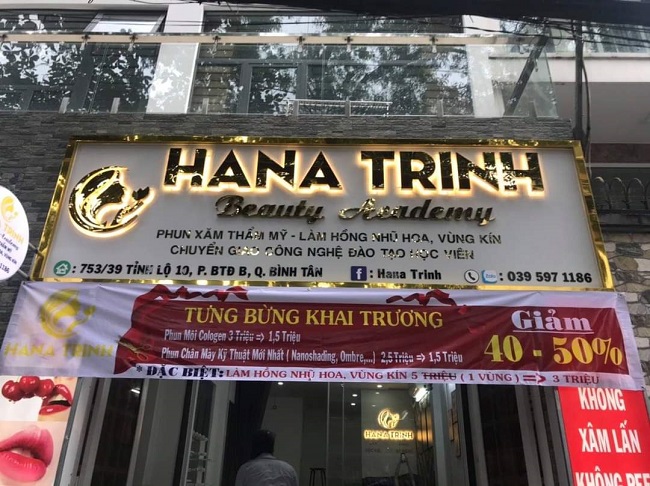 HANA TRINH
Beauty Academy
PHUN XĂM THẨM MỸ - LÀM HỒNG NHŨ HOA, VÙNG KÍN
CHUYỂN GIAO CÔNG NGHỆ ĐÀO TẠO HỌC VIÊN
: 753/39 TỈNH LỘ 10, P. BTĐ B, Q. BÌNH TÂN
f : Hana Trinh
Zalo : 039 597 1186
HANA TRINH
TƯNG BỪNG KHAI TRƯƠNG
Phun Môi Cologen 3 Triệu => 1,5 Triệu
Phun Chân Mày Kỹ Thuật Mới Nhất ( Nanoshading, Ombre,...) 2,5 Triệu => 1,5 Triệu
Giảm
40 - 50%
* ĐẶC BIỆT: LÀM HỒNG NHŨ HOA, VÙNG KÍN 5 TRIỆU ( 1 VÙNG ) => 3 TRIỆU
HANA TRINH
KHÔNG
XÂM LẤN